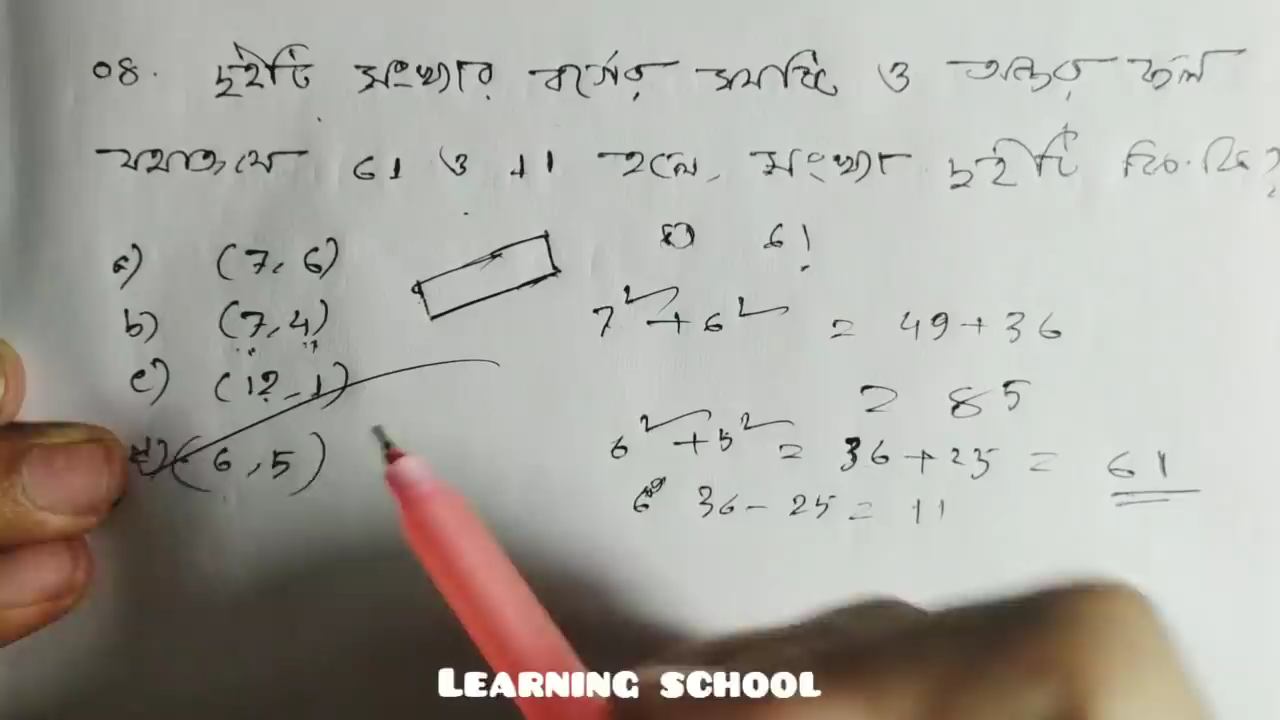 ০৪. দুইটি সংখ্যার বর্গের সমষ্টি ও অন্তর ফল
যথাক্রমে 61 ও 11 হলে, সংখ্যা দুইটি কি কি?
a) (7, 6)
b) (7, 4)
c) (12, 1)
(6, 5)
61
7² + 6² = 49 + 36
= 85
6² + 5² = 36 + 25 = 61
36 - 25 = 11
LEARNING SCHOOL